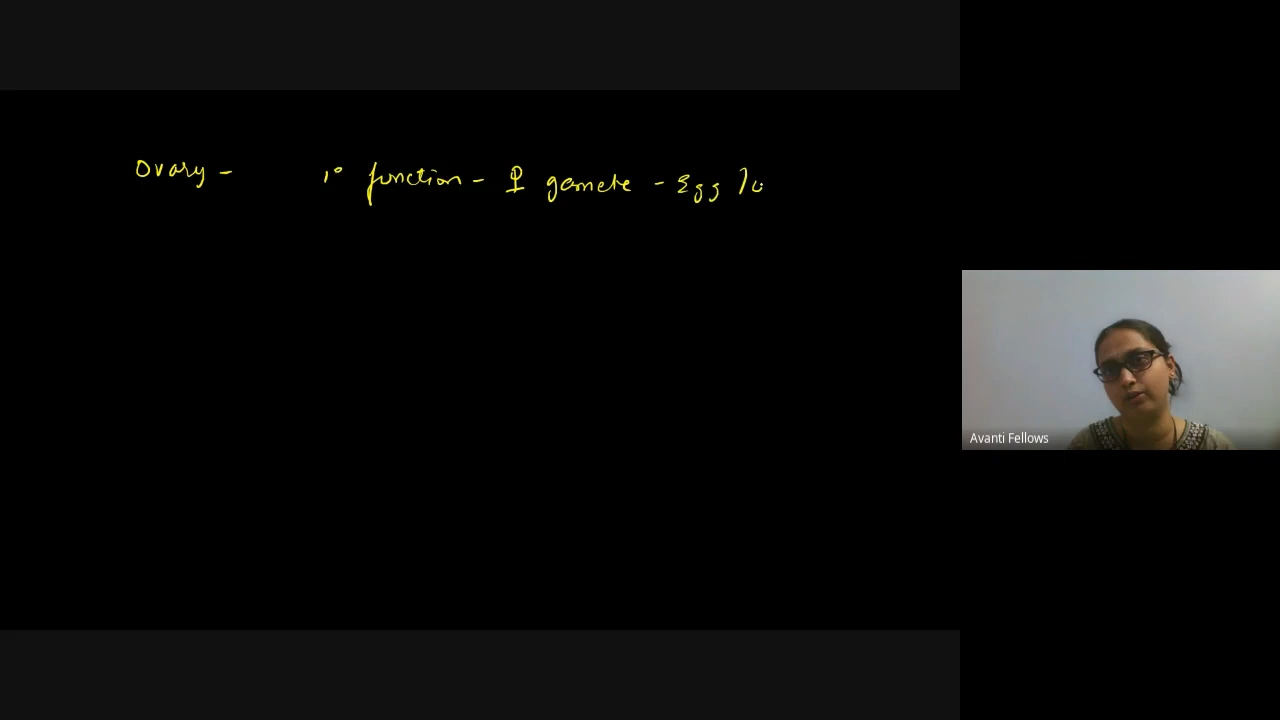 Ovary - 1° function - ♀ gamete - Egg
Avanti Fellows